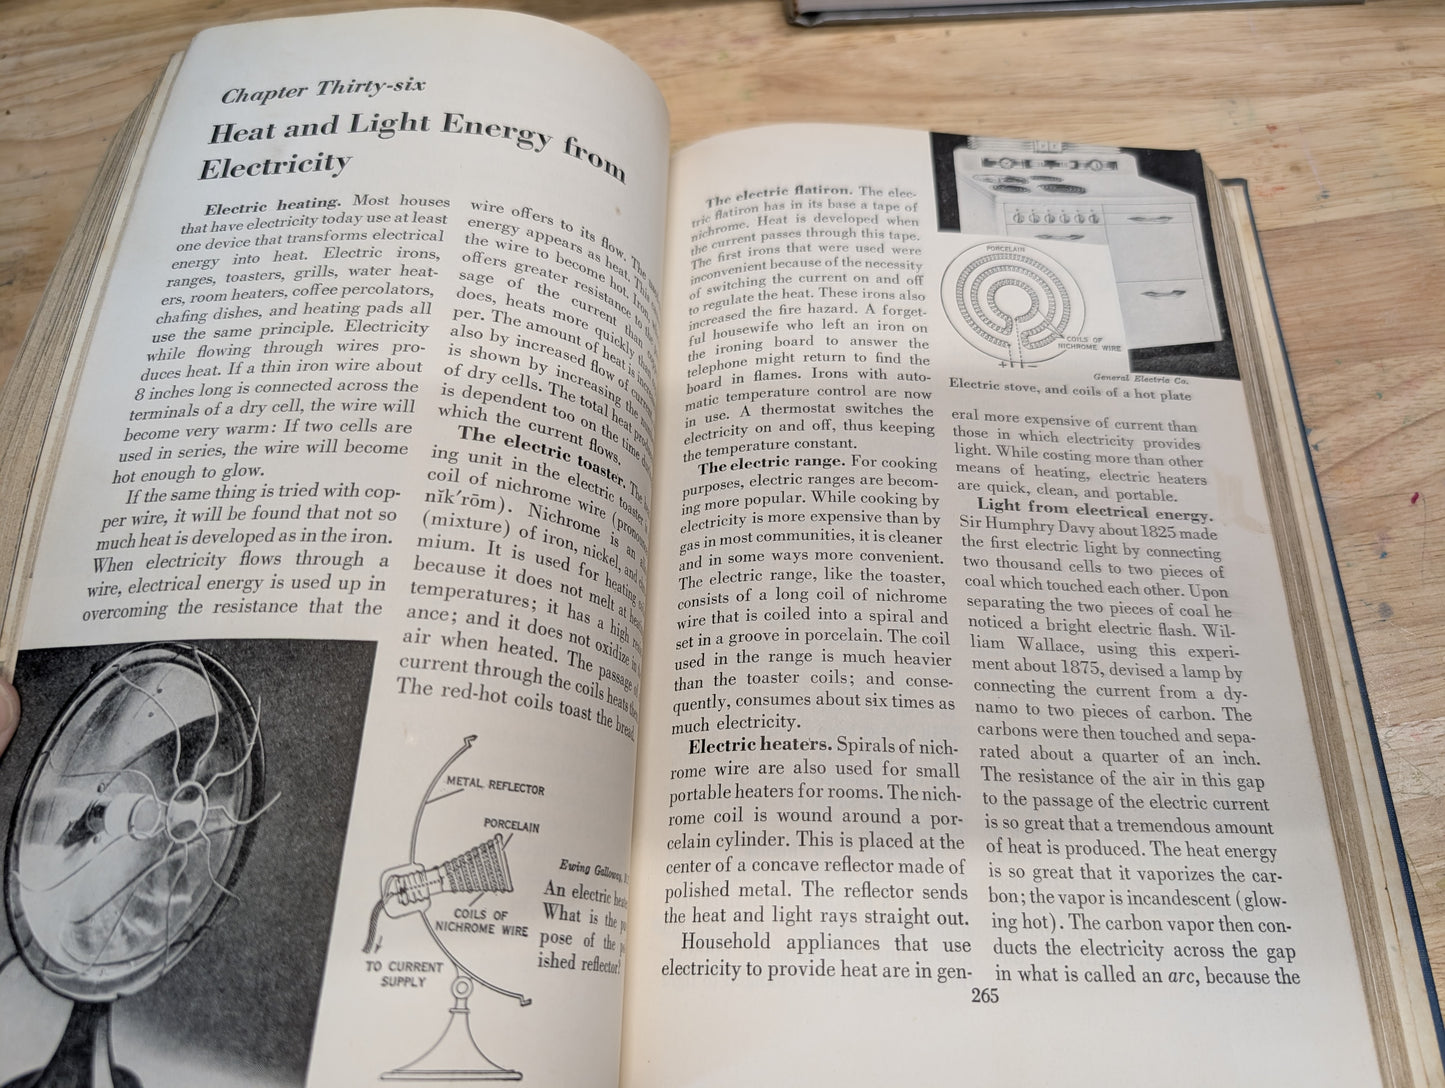 Chapter Thirty-six
Heat and Light Energy from
Electricity
Electric heating. Most houses
that have electricity today use at least
one device that transforms electrical
energy into heat. Electric irons,
ranges, toasters, grills, water heat-
ers, room heaters, coffee percolators,
chafing dishes, and heating pads all
use the same principle. Electricity
while flowing through wires pro-
duces heat. If a thin iron wire about
8 inches long is connected across the
terminals of a dry cell, the wire will
become very warm: If two cells are
used in series, the wire will become
hot enough to glow.
If the same thing is tried with cop-
per wire, it will be found that not so
much heat is developed as in the iron.
When electricity flows through a
wire, electrical energy is used up in
overcoming the resistance that the
wire offers to its flow. The
energy appears as heat. This
the wire to become hot. Iron
offers greater resistance to the
sage of the current than
does, heats more quickly than
per. The amount of heat is
also by increased flow of current
is shown by increasing the
of dry cells. The total heat
is dependent too on the time
which the current flows.
The electric toaster. The
ing unit in the electric toaster is
coil of nichrome wire
nĭk′rōm). Nichrome is an
(mixture) of iron, nickel, and
mium. It is used for heating
because it does not melt at
temperatures; it has a high
ance; and it does not oxidize in
air when heated. The passage of
current through the coils heats
The red-hot coils toast the bread.
METAL REFLECTOR
PORCELAIN
COILS OF
NICHROME WIRE
TO CURRENT
SUPPLY
Ewing Galloway,
An electric
What is the
pose of the
ished reflector?
The electric flatiron. The elec-
tric flatiron has in its base a tape of
nichrome. Heat is developed when
the current passes through this tape.
The first irons that were used were
inconvenient because of the necessity
of switching the current on and off
to regulate the heat. These irons also
increased the fire hazard. A forget-
ful housewife who left an iron on
the ironing board to answer the
telephone might return to find the
board in flames. Irons with auto-
matic temperature control are now
in use. A thermostat switches the
electricity on and off, thus keeping
the temperature constant.
The electric range. For cooking
purposes, electric ranges are becom-
ing more popular. While cooking by
electricity is more expensive than by
gas in most communities, it is cleaner
and in some ways more convenient.
The electric range, like the toaster,
consists of a long coil of nichrome
wire that is coiled into a spiral and
set in a groove in porcelain. The coil
used in the range is much heavier
than the toaster coils; and conse-
quently, consumes about six times as
much electricity.
Electric heaters. Spirals of nich-
rome wire are also used for small
portable heaters for rooms. The nich-
rome coil is wound around a por-
celain cylinder. This is placed at the
center of a concave reflector made of
polished metal. The reflector sends
the heat and light rays straight out.
Household appliances that use
electricity to provide heat are in gen-
PORCELAIN
COILS OF
NICHROME WIRE
+ −
General Electric Co.
Electric stove, and coils of a hot plate
eral more expensive of current than
those in which electricity provides
light. While costing more than other
means of heating, electric heaters
are quick, clean, and portable.
Light from electrical energy.
Sir Humphry Davy about 1825 made
the first electric light by connecting
two thousand cells to two pieces of
coal which touched each other. Upon
separating the two pieces of coal he
noticed a bright electric flash. Wil-
liam Wallace, using this experi-
ment about 1875, devised a lamp by
connecting the current from a dy-
namo to two pieces of carbon. The
carbons were then touched and sepa-
rated about a quarter of an inch.
The resistance of the air in this gap
to the passage of the electric current
is so great that a tremendous amount
of heat is produced. The heat energy
is so great that it vaporizes the car-
bon; the vapor is incandescent (glow-
ing hot). The carbon vapor then con-
ducts the electricity across the gap
in what is called an arc, because the
265